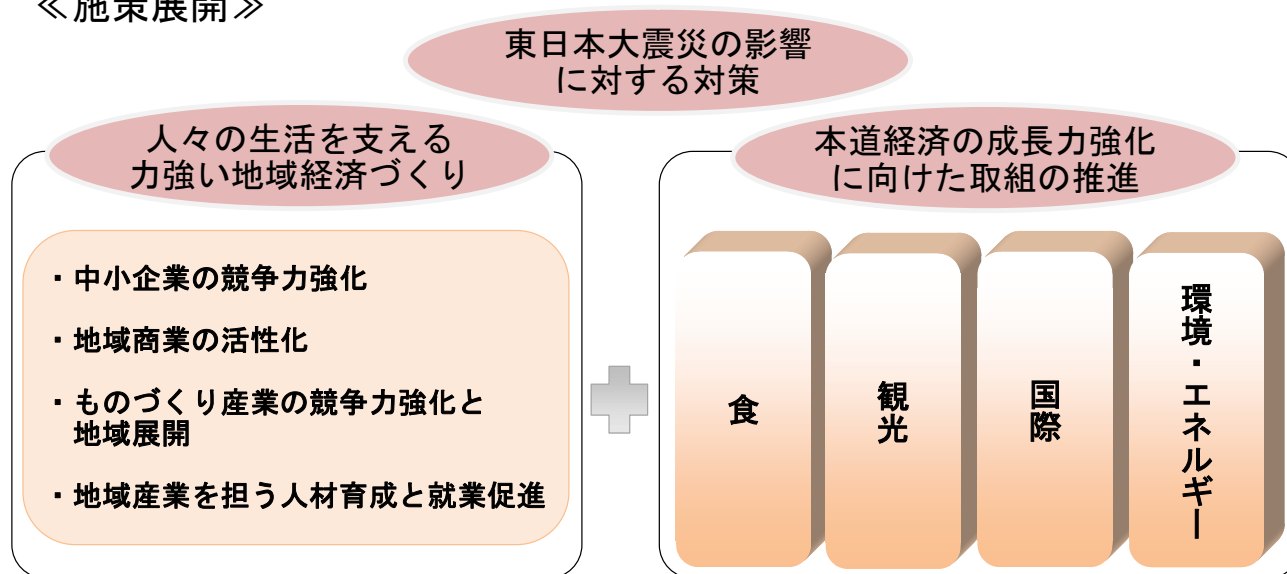 ≪施策展開≫
東日本大震災の影響
に対する対策
人々の生活を支える
力強い地域経済づくり
・中小企業の競争力強化
・地域商業の活性化
・ものづくり産業の競争力強化と
地域展開
・地域産業を担う人材育成と就業促進
本道経済の成長力強化
に向けた取組の推進
食
観光
国際
環境・エネルギー